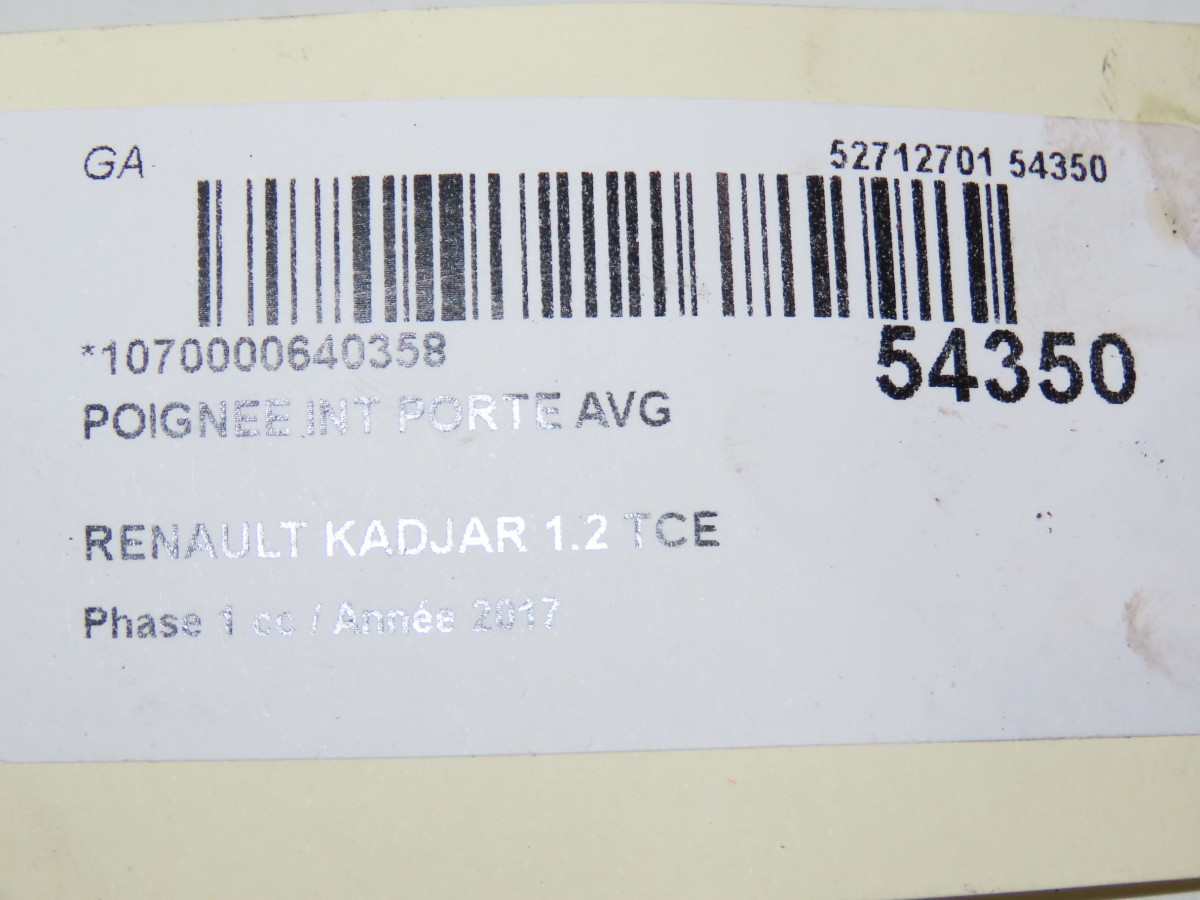 GA
52712701 54350
*1070000640358
54350
POIGNEE INT PORTE AVG
RENAULT KADJAR 1.2 TCE
Phase 1 cc / Année 2017